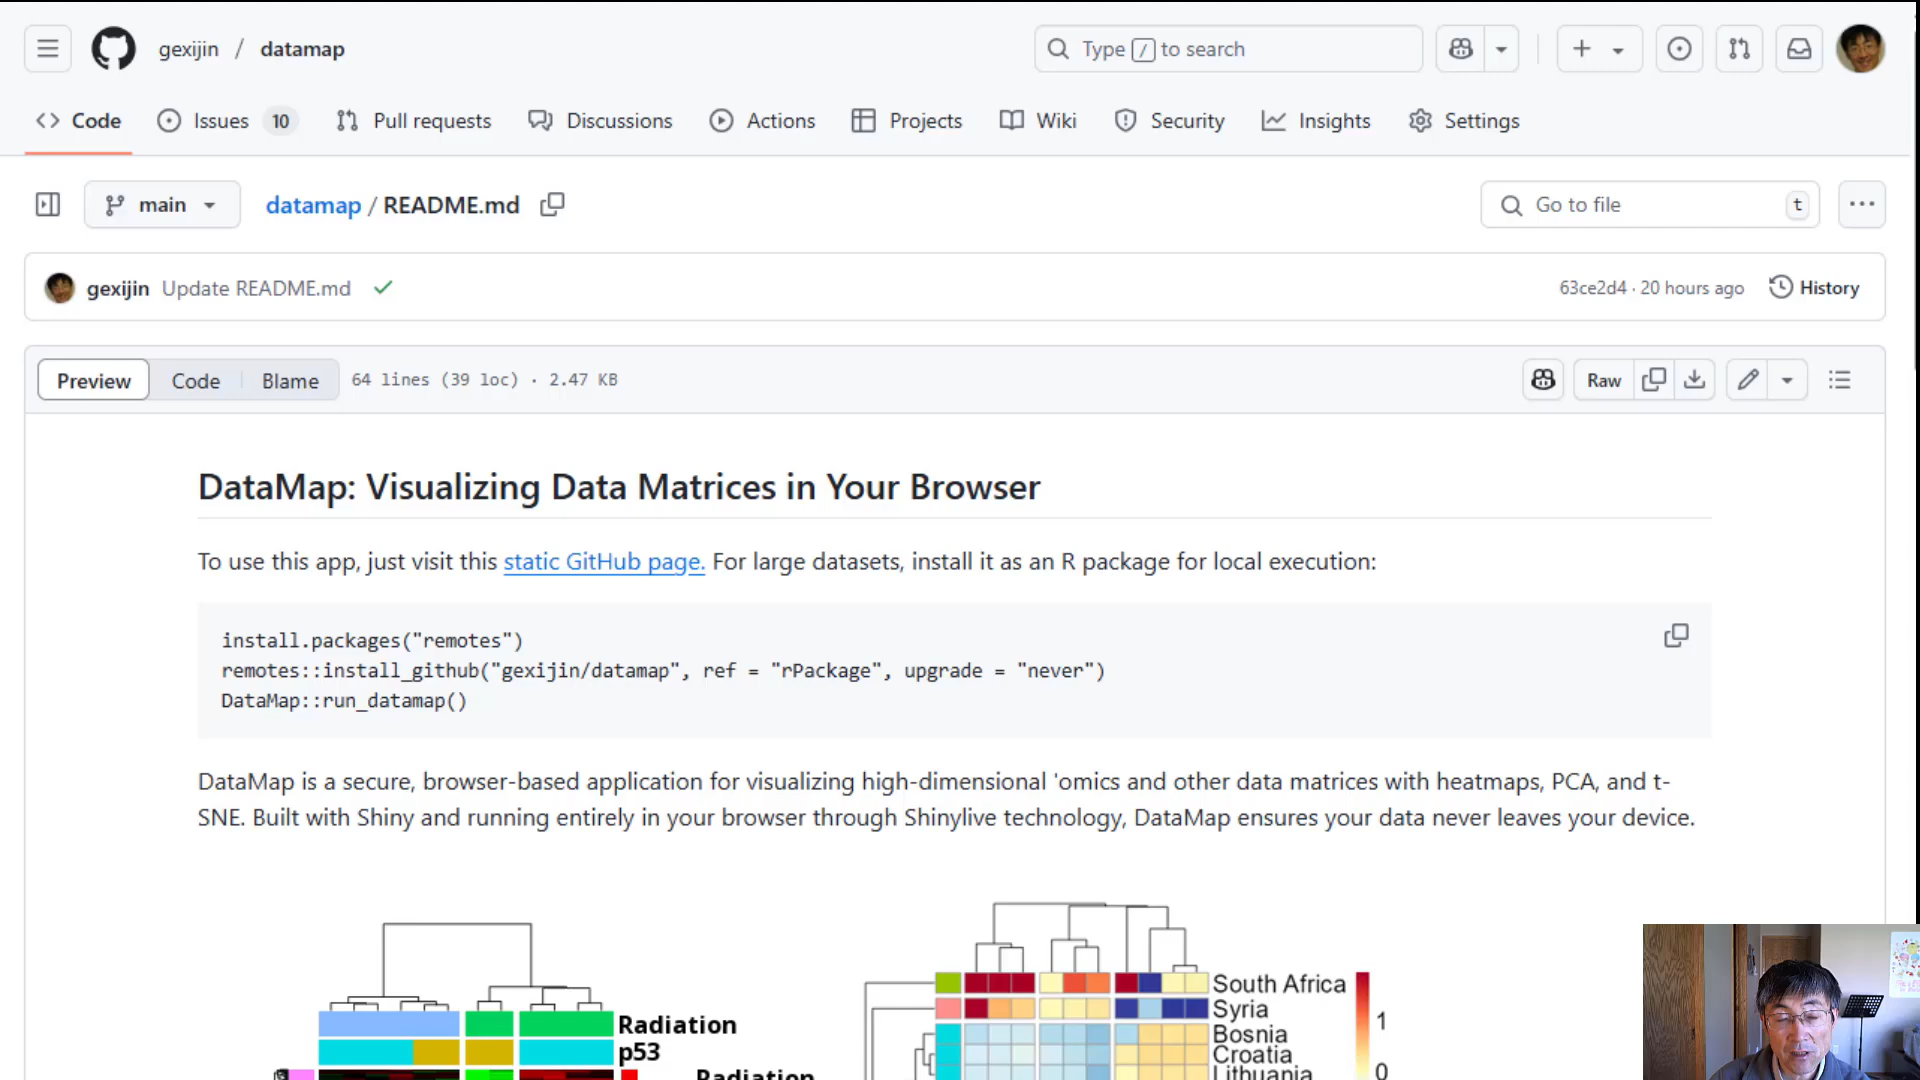 gexijin / datamap
Type / to search
Code
Issues 10
Pull requests
Discussions
Actions
Projects
Wiki
Security
Insights
Settings
main
datamap / README.md
Go to file
t
gexijin Update README.md
63ce2d4 · 20 hours ago
History
Preview
Code
Blame
64 lines (39 loc) · 2.47 KB
Raw
DataMap: Visualizing Data Matrices in Your Browser
To use this app, just visit this static GitHub page. For large datasets, install it as an R package for local execution:
install.packages("remotes")
remotes::install_github("gexijin/datamap", ref = "rPackage", upgrade = "never")
DataMap::run_datamap()
DataMap is a secure, browser-based application for visualizing high-dimensional 'omics and other data matrices with heatmaps, PCA, and t-
SNE. Built with Shiny and running entirely in your browser through Shinylive technology, DataMap ensures your data never leaves your device.
Radiation
p53
Radiation
South Africa
Syria
Bosnia
Croatia
Lithuania
1
0